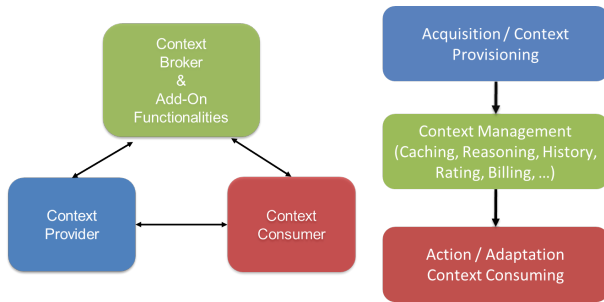 Context
Broker
&
Add-On
Functionalities
Context
Provider
Context
Consumer
Acquisition / Context
Provisioning
Context Management
(Caching, Reasoning, History,
Rating, Billing, ...)
Action / Adaptation
Context Consuming